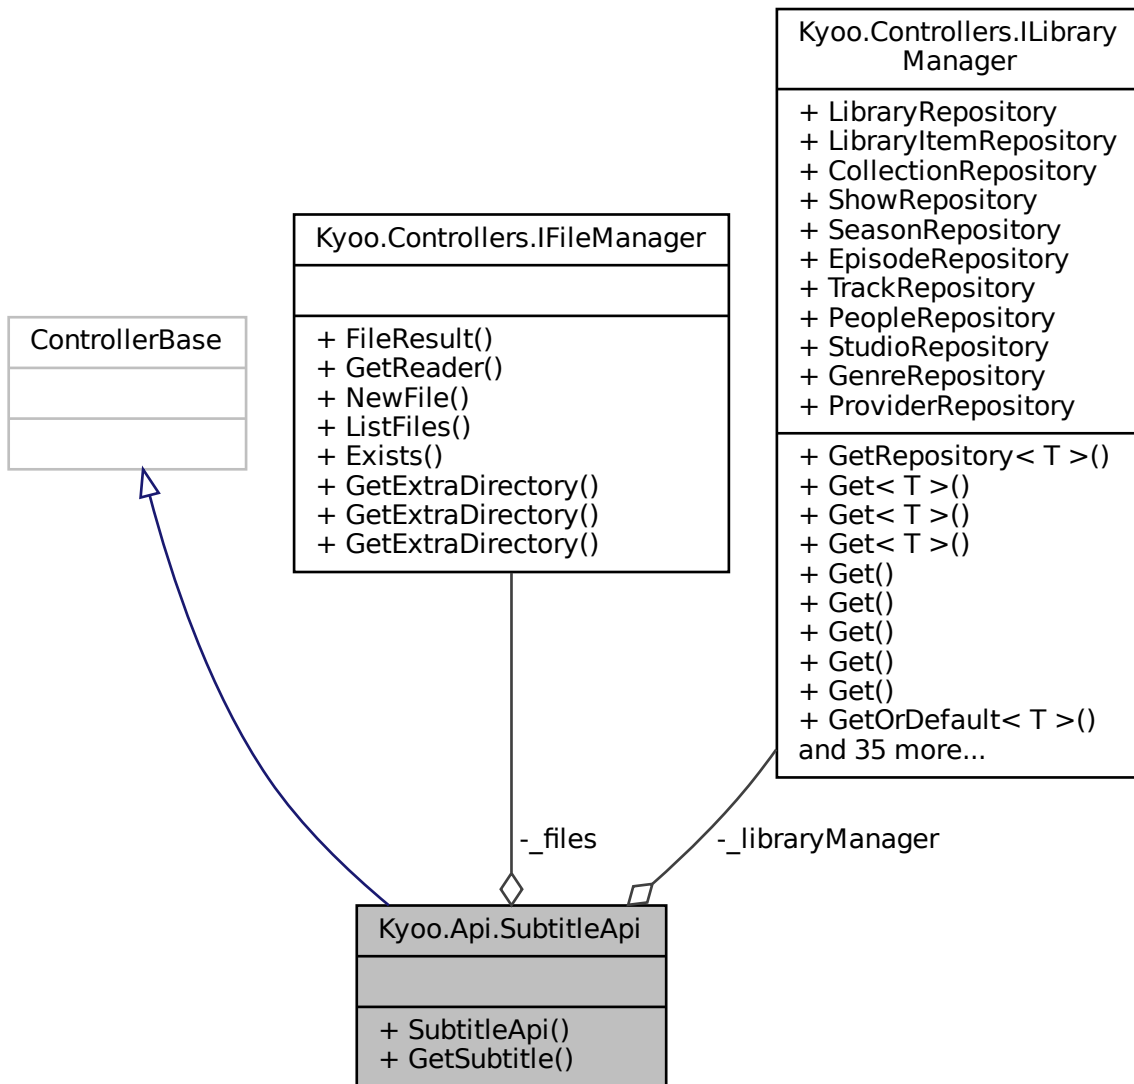 Kyoo.Controllers.ILibrary
Manager
+ LibraryRepository
+ LibraryItemRepository
+ CollectionRepository
+ ShowRepository
+ SeasonRepository
+ EpisodeRepository
+ TrackRepository
+ PeopleRepository
+ StudioRepository
+ GenreRepository
+ ProviderRepository
+ GetRepository< T >()
+ Get< T >()
+ Get< T >()
+ Get< T >()
+ Get()
+ Get()
+ Get()
+ Get()
+ Get()
+ GetOrDefault< T >()
and 35 more...
Kyoo.Controllers.IFileManager
+ FileResult()
+ GetReader()
+ NewFile()
+ ListFiles()
+ Exists()
+ GetExtraDirectory()
+ GetExtraDirectory()
+ GetExtraDirectory()
ControllerBase
-_files
-_libraryManager
Kyoo.Api.SubtitleApi
+ SubtitleApi()
+ GetSubtitle()